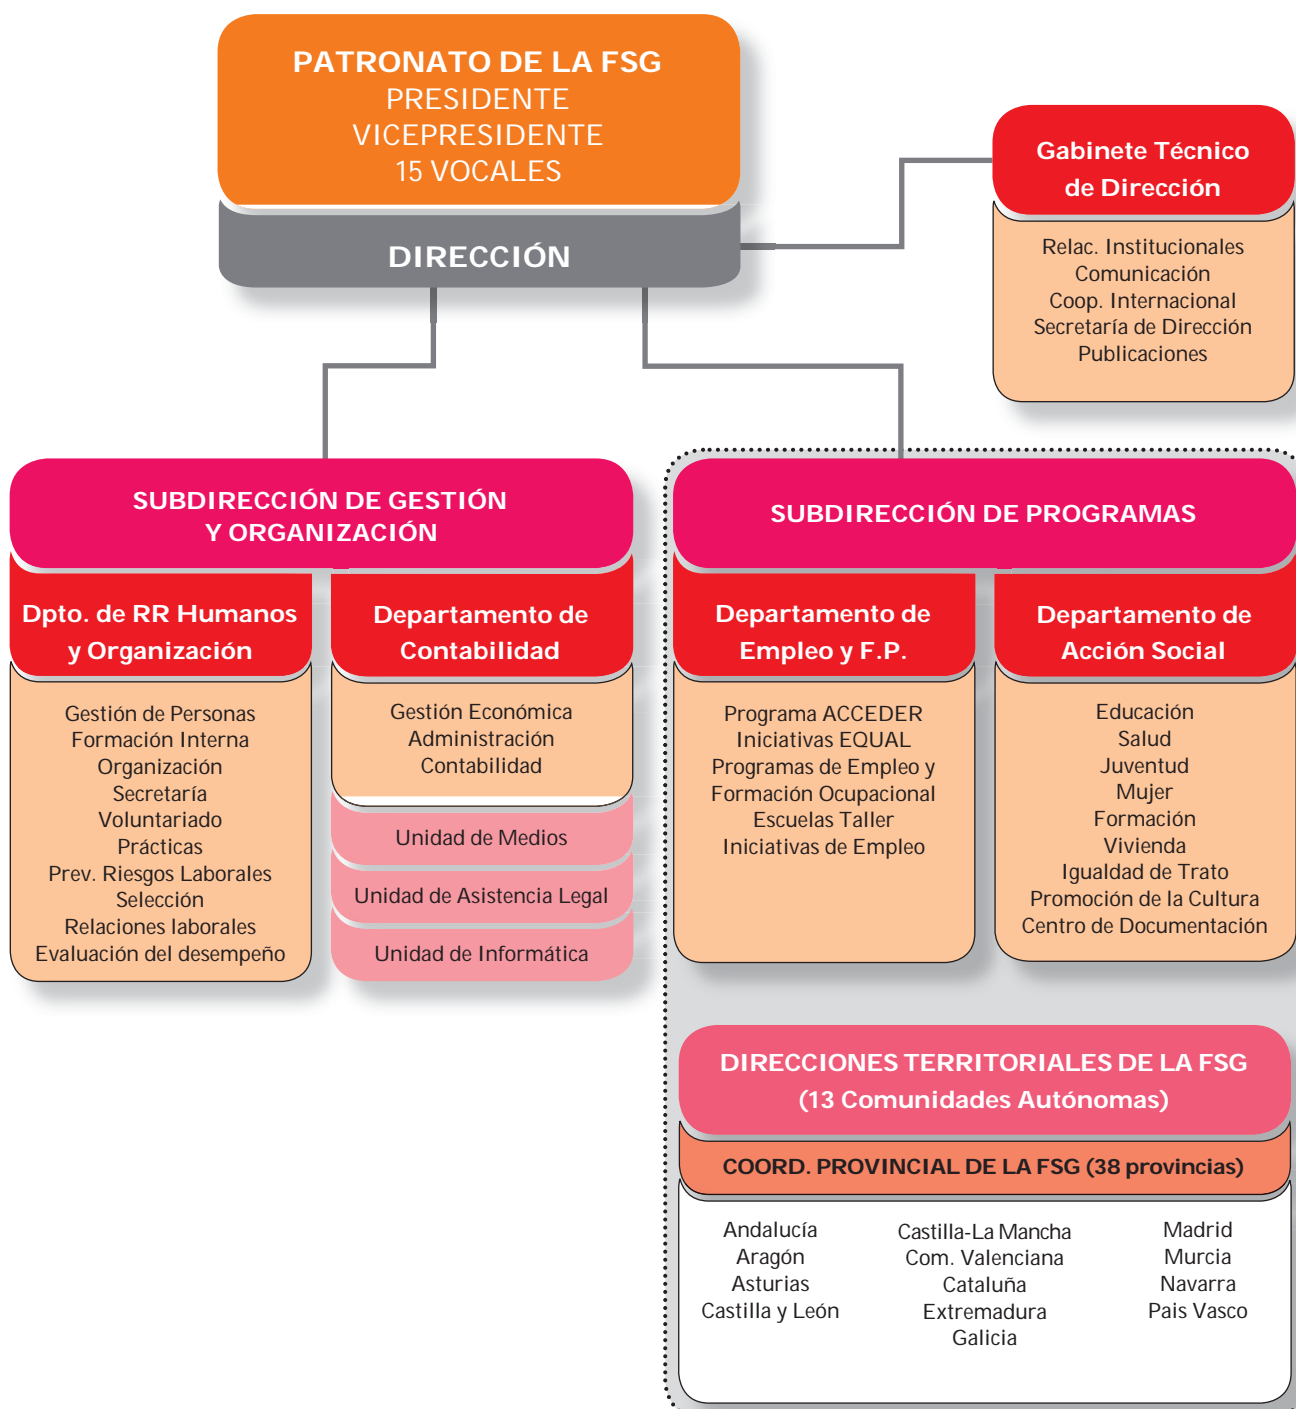 PATRONATO DE LA FSG
PRESIDENTE
VICEPRESIDENTE
15 VOCALES
DIRECCIÓN
Gabinete Técnico
de Dirección
Relac. Institucionales
Comunicación
Coop. Internacional
Secretaría de Dirección
Publicaciones
SUBDIRECCIÓN DE GESTIÓN
Y ORGANIZACIÓN
Dpto. de RR Humanos
y Organización
Gestión de Personas
Formación Interna
Organización
Secretaría
Voluntariado
Prácticas
Prev. Riesgos Laborales
Selección
Relaciones laborales
Evaluación del desempeño
Departamento de
Contabilidad
Gestión Económica
Administración
Contabilidad
Unidad de Medios
Unidad de Asistencia Legal
Unidad de Informática
SUBDIRECCIÓN DE PROGRAMAS
Departamento de
Empleo y F.P.
Programa ACCEDER
Iniciativas EQUAL
Programas de Empleo y
Formación Ocupacional
Escuelas Taller
Iniciativas de Empleo
Departamento de
Acción Social
Educación
Salud
Juventud
Mujer
Formación
Vivienda
Igualdad de Trato
Promoción de la Cultura
Centro de Documentación
DIRECCIONES TERRITORIALES DE LA FSG
(13 Comunidades Autónomas)
COORD. PROVINCIAL DE LA FSG (38 provincias)
Andalucía
Aragón
Asturias
Castilla y León
Castilla-La Mancha
Com. Valenciana
Cataluña
Extremadura
Galicia
Madrid
Murcia
Navarra
Pais Vasco